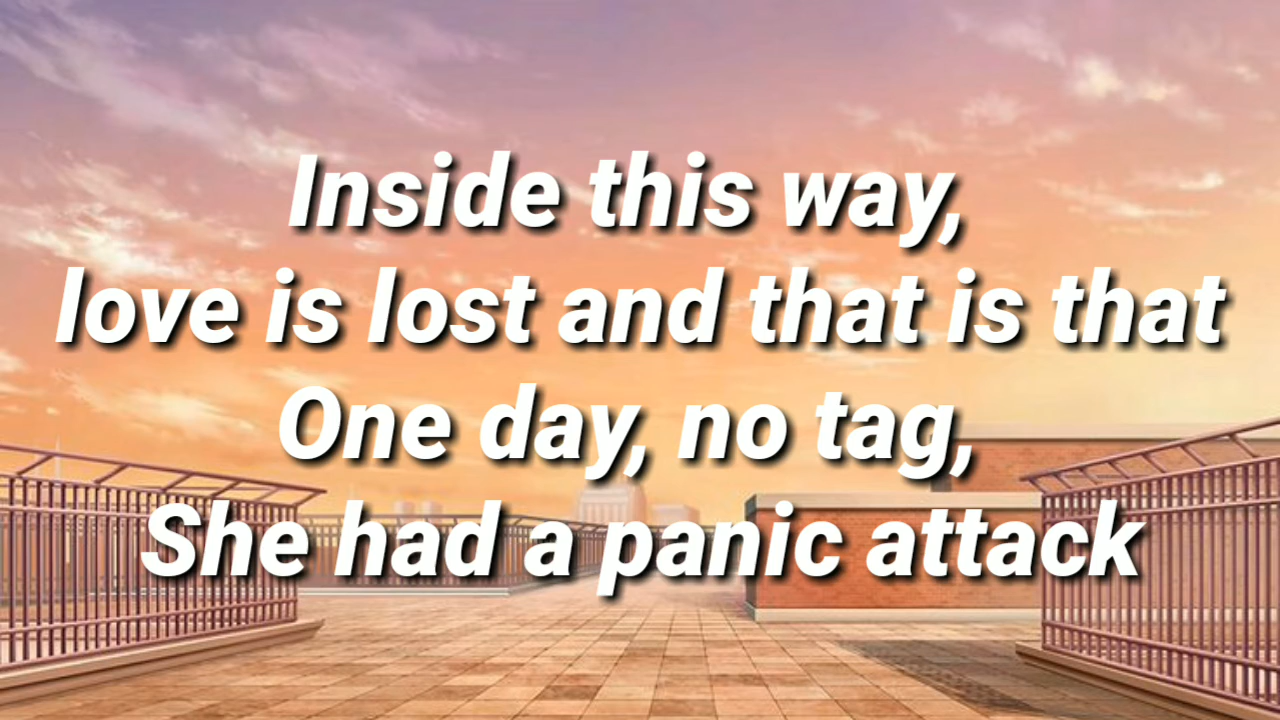 Inside this way,
love is lost and that is that
One day, no tag,
She had a panic attack